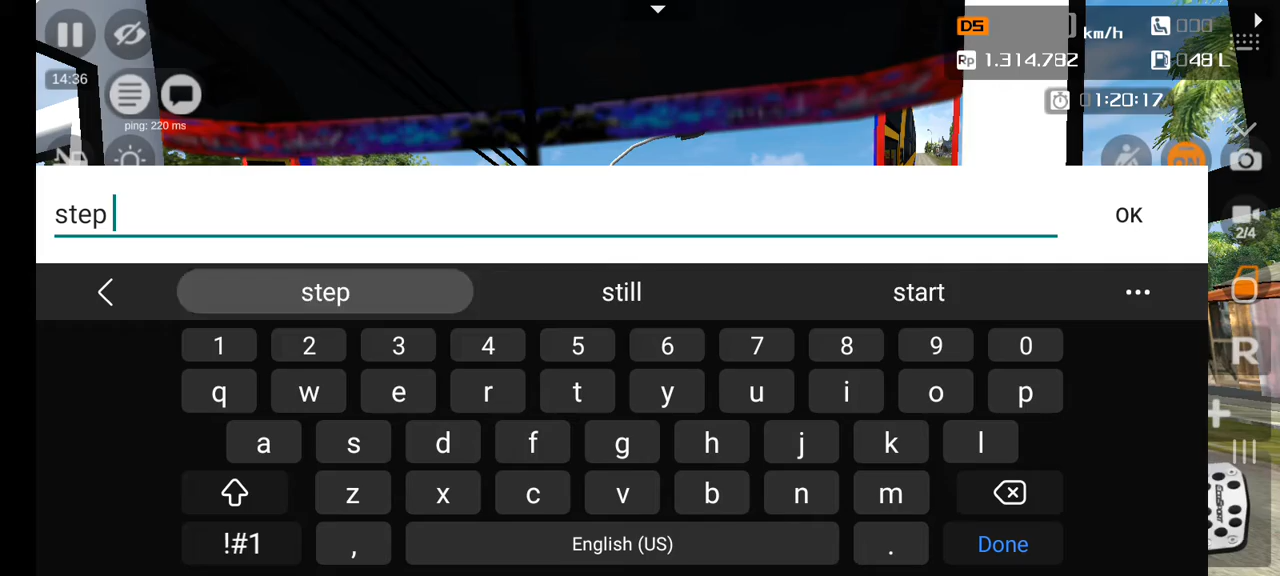 DS km/h
Rp 1.314.782 048 L
14:36
01:20:17
ping: 220 ms
ON
step OK
2/4
step still start
1 2 3 4 5 6 7 8 9 0
q w e r t y u i o p
R
a s d f g h j k l
z x c v b n m
!#1 , English (US) . Done